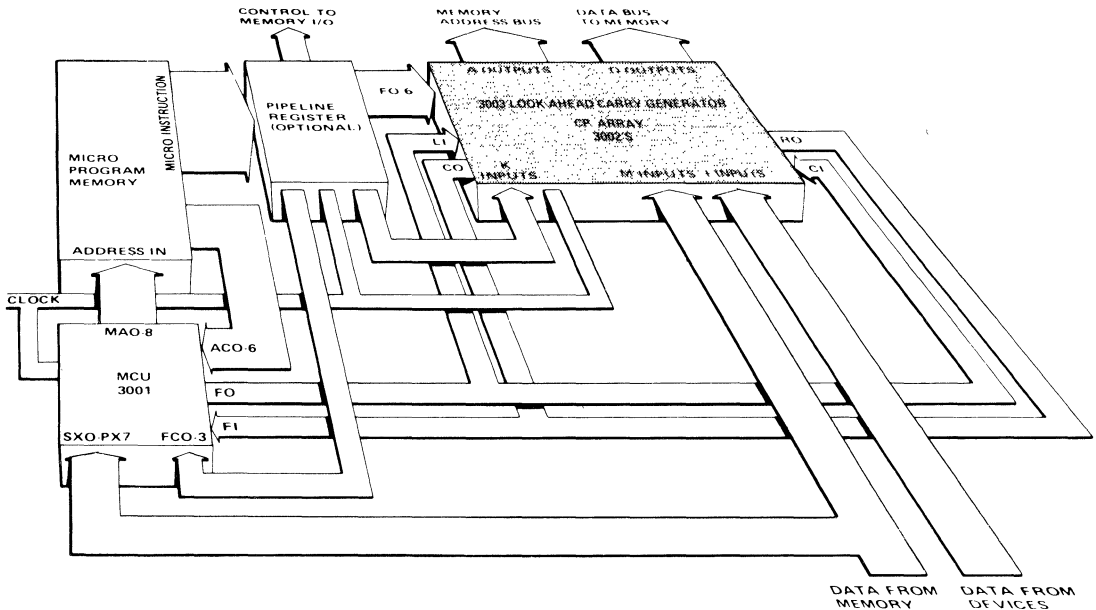 CONTROL TO
MEMORY I/O
MEMORY
ADDRESS BUS
DATA BUS
TO MEMORY
MICRO INSTRUCTION
MICRO
PROGRAM
MEMORY
ADDRESS IN
PIPELINE
REGISTER
(OPTIONAL)
FO 6
A OUTPUTS
D OUTPUTS
3003 LOOK AHEAD CARRY GENERATOR
CP ARRAY
3002'S
LI
CO
K
INPUTS
M INPUTS
I INPUTS
RO
CI
CLOCK
MAO-8
MCU
3001
ACO-6
FO
FI
SXO-PX7
FCO-3
DATA FROM
MEMORY
DATA FROM
DEVICES